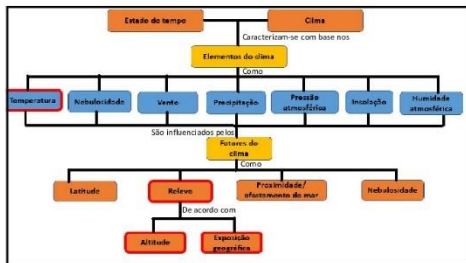 Estado do tempo
Clima
Caracterizam-se com base nos
Elementos do clima
Como
Temperatura
Nebulosidade
Vento
Precipitação
Pressão
atmosférica
Insolação
Humidade
atmosférica
São influenciados pelos
Fatores do
clima
Como
Latitude
Relevo
Proximidade/
afastamento do mar
Nebulosidade
De acordo com
Altitude
Exposição
geográfica